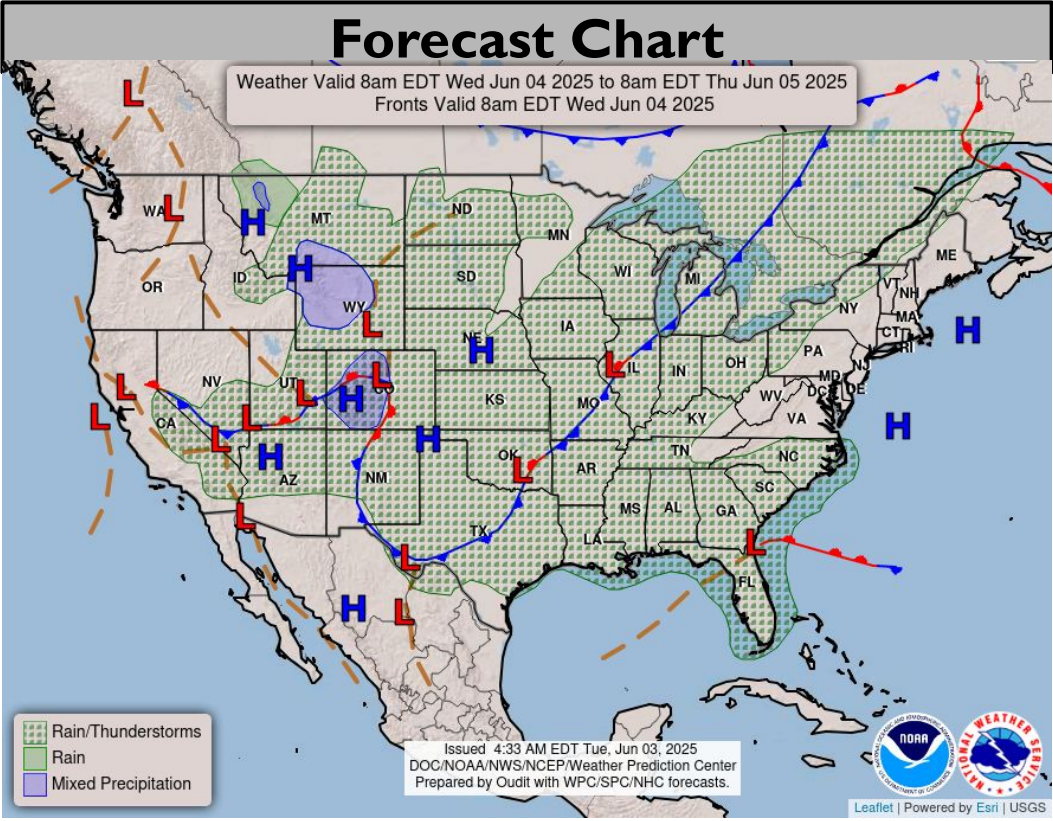 Forecast Chart
Weather Valid 8am EDT Wed Jun 04 2025 to 8am EDT Thu Jun 05 2025
Fronts Valid 8am EDT Wed Jun 04 2025
L
WA L
H
MT
ND
MN
ME
H
ID
OR
SD
WI
MI
VT
NH
WY
L
NY
MA
CT
RI
H
IA
NE
H
L
IL
IN
OH
PA
NJ
MD
DC
DE
NV
UT
L
L
CO
H
L
L
KS
MO
KY
WV
VA
H
CA
L
L
H
OK
L
TN
NC
AZ
H
NM
AR
SC
MS
AL
GA
L
TX
LA
L
L
FL
H
L
Rain/Thunderstorms
Rain
Mixed Precipitation
Issued 4:33 AM EDT Tue, Jun 03, 2025
DOC/NOAA/NWS/NCEP/Weather Prediction Center
Prepared by Oudit with WPC/SPC/NHC forecasts.
NOAA
NATIONAL WEATHER SERVICE
Leaflet | Powered by Esri | USGS